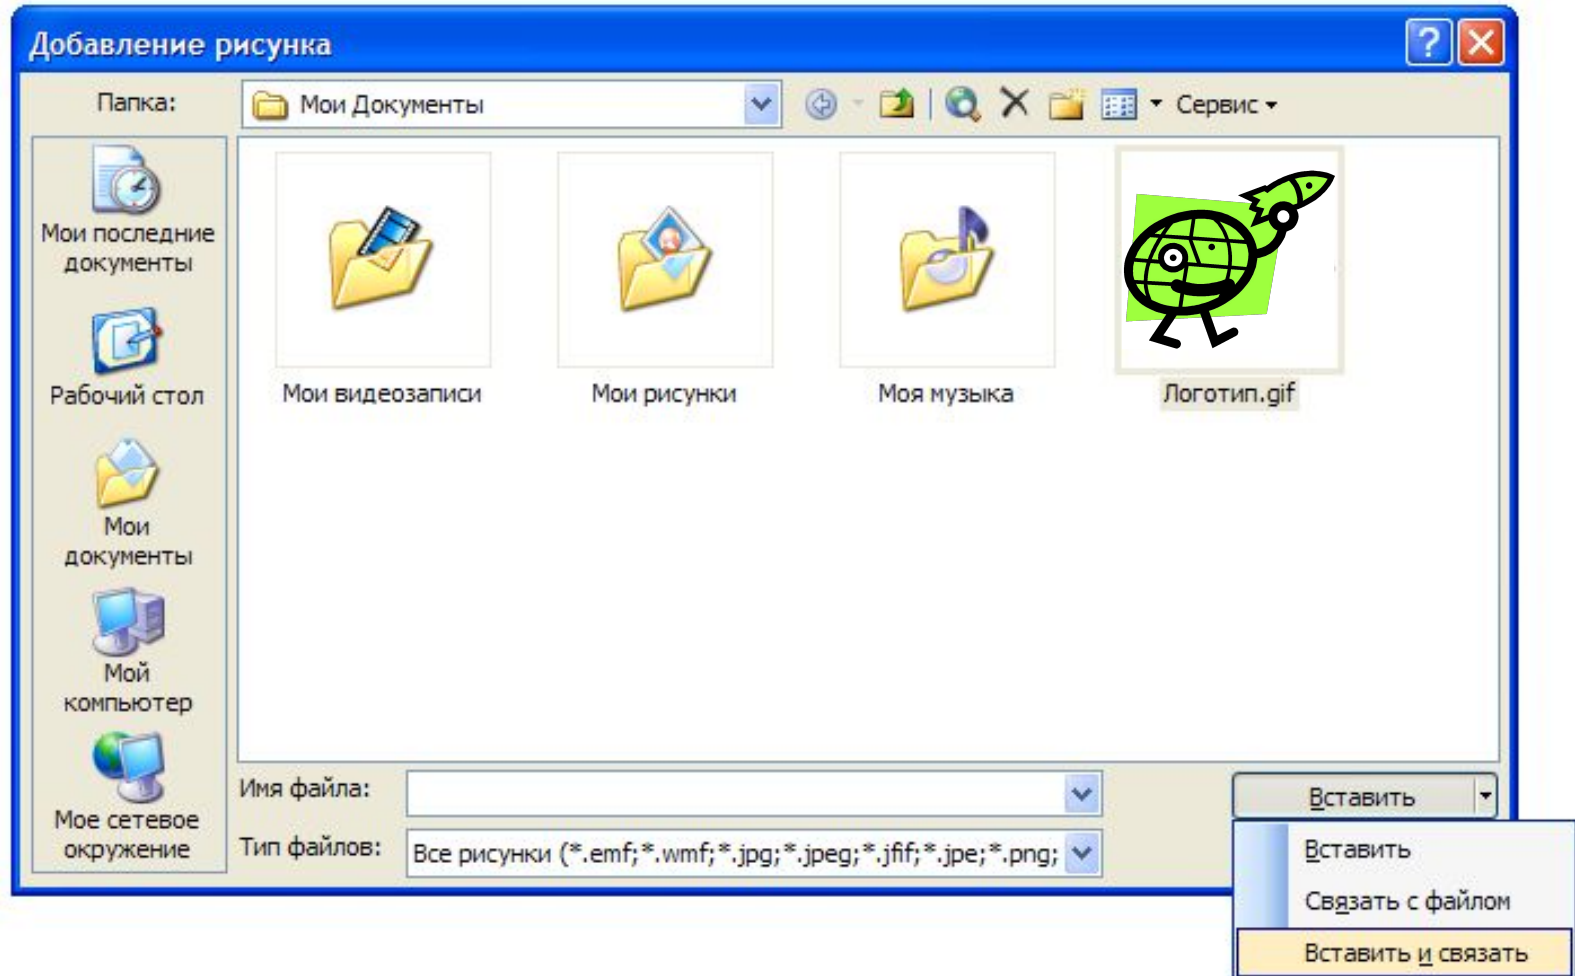 Добавление рисунка
Папка:
Мои Документы
Сервис
Мои последние
документы
Рабочий стол
Мои
документы
Мой
компьютер
Мое сетевое
окружение
Мои видеозаписи
Мои рисунки
Моя музыка
Логотип.gif
Имя файла:
Тип файлов:
Все рисунки (*.emf;*.wmf;*.jpg;*.jpeg;*.jfif;*.jpe;*.png;
Вставить
Вставить
Связать с файлом
Вставить и связать